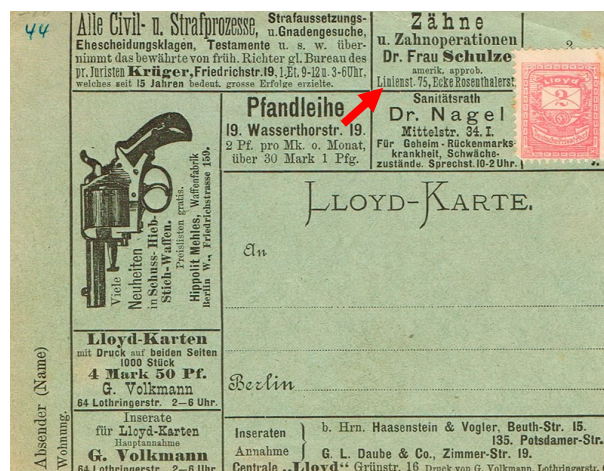 44
Alle Civil- u. Strafprozesse, Strafaussetzungs-
u.Gnadengesuche,
Ehescheidungsklagen, Testamente u. s. w. über-
nimmt das bewährte von früh. Richter gl. Bureau des
pr. Juristen Krüger, Friedrichstr.19, I.Et. 9-12u. 3-6Uhr,
welches seit 15 Jahren bedeut. grosse Erfolge erzielte.
Zähne
u. Zahnoperationen
Dr. Frau Schulze
amerik. approb.
Linienst. 75, Ecke Rosenthalerst
Lloyd
2
Pfandleihe
19. Wasserthorstr. 19.
2 Pf. pro Mk. o. Monat,
über 30 Mark 1 Pfg.
Sanitätsrath
Dr. Nagel
Mittelstr. 34. I.
Für Geheim - Rückenmarks-
krankheit, Schwäche-
zustände. Sprechst. 10-2 Uhr.
Viele
Neuheiten
in Schuss- Hieb-
Stich-Waffen.
Preislisten gratis.
Hippolit Mehles, Waffenfabrik
Berlin W., Friedrichstrasse 159.
LLOYD-KARTE.
An
Berlin
Lloyd-Karten
mit Druck auf beiden Seiten
1000 Stück
4 Mark 50 Pf.
G. Volkmann
64 Lothringerstr. 2—6 Uhr.
Inserate
für Lloyd-Karten
Hauptannahme
G. Volkmann
64 Lothringerstr. 2—6 Uhr.
Absender (Name)
Wohnung.
Inseraten
Annahme
b. Hrn. Haasenstein & Vogler, Beuth-Str. 15.
135. Potsdamer-Str.
G. L. Daube & Co., Zimmer-Str. 19.
Centrale „Lloyd“ Grünstr. 16 Druck von G. Volkmann, Lothringerstr.